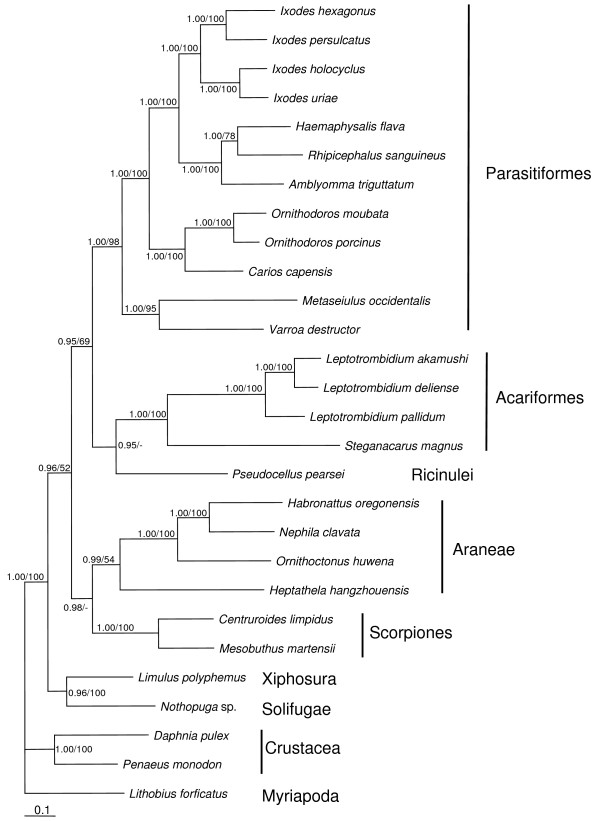 1.00/100
Ixodes hexagonus
1.00/100
Ixodes persulcatus
1.00/100
Ixodes holocyclus
1.00/100
Ixodes uriae
1.00/100
Haemaphysalis flava
1.00/78
Rhipicephalus sanguineus
1.00/100
Amblyomma triguttatum
Parasitiformes
1.00/100
Ornithodoros moubata
1.00/100
Ornithodoros porcinus
1.00/100
Carios capensis
1.00/98
Metaseiulus occidentalis
1.00/95
Varroa destructor
0.95/69
Leptotrombidium akamushi
1.00/100
Leptotrombidium deliense
1.00/100
Acariformes
Leptotrombidium pallidum
1.00/100
Steganacarus magnus
0.95/-
Pseudocellus pearsei
Ricinulei
0.96/52
Habronattus oregonensis
1.00/100
Nephila clavata
1.00/100
Araneae
Ornithoctonus huwena
0.99/54
Heptathela hangzhouensis
0.98/-
Centruroides limpidus
1.00/100
Scorpiones
Mesobuthus martensii
1.00/100
Limulus polyphemus
Xiphosura
0.96/100
Nothopuga sp.
Solifugae
Daphnia pulex
1.00/100
Crustacea
Penaeus monodon
Lithobius forficatus
Myriapoda
0.1